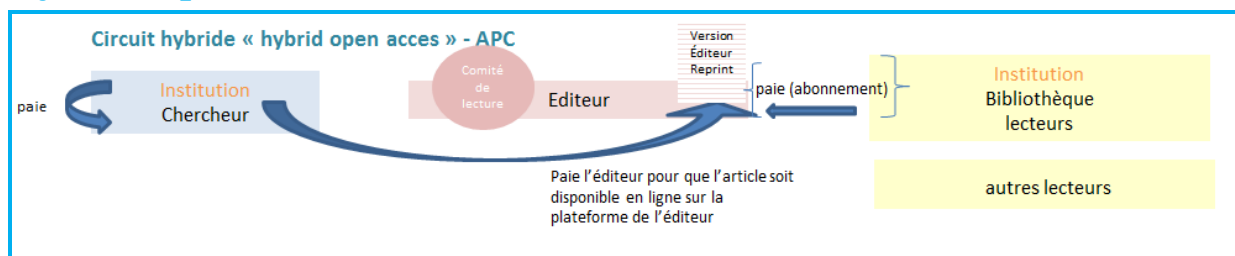 Circuit hybride « hybrid open acces » - APC
paie
Institution
Chercheur
Comité
de
lecture
Editeur
Version
Éditeur
Reprint
paie (abonnement)
Institution
Bibliothèque
lecteurs
Paie l’éditeur pour que l’article soit
disponible en ligne sur la
plateforme de l’éditeur
autres lecteurs